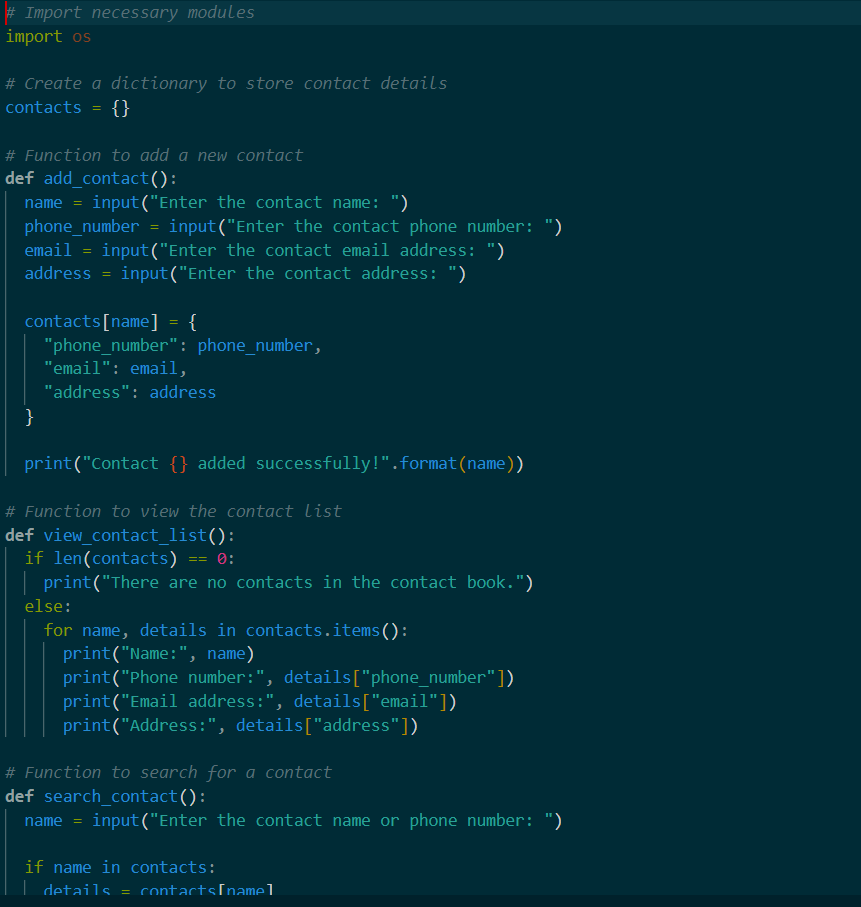 # Import necessary modules
import os

# Create a dictionary to store contact details
contacts = {}

# Function to add a new contact
def add_contact():
  name = input("Enter the contact name: ")
  phone_number = input("Enter the contact phone number: ")
  email = input("Enter the contact email address: ")
  address = input("Enter the contact address: ")

  contacts[name] = {
    "phone_number": phone_number,
    "email": email,
    "address": address
  }

  print("Contact {} added successfully!".format(name))

# Function to view the contact list
def view_contact_list():
  if len(contacts) == 0:
    print("There are no contacts in the contact book.")
  else:
    for name, details in contacts.items():
      print("Name:", name)
      print("Phone number:", details["phone_number"])
      print("Email address:", details["email"])
      print("Address:", details["address"])

# Function to search for a contact
def search_contact():
  name = input("Enter the contact name or phone number: ")

  if name in contacts:
    details = contacts[name]